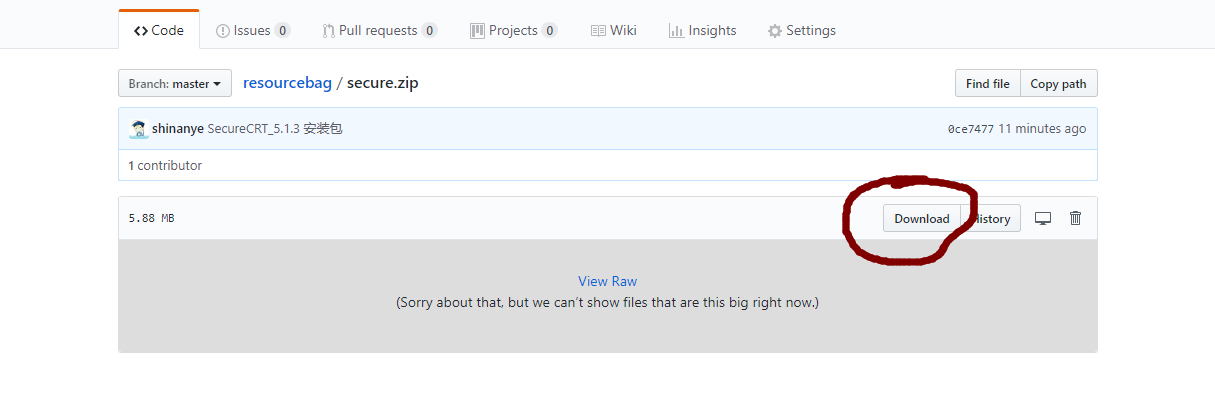 Code Issues 0 Pull requests 0 Projects 0 Wiki Insights Settings
Branch: master resourcebag / secure.zip Find file Copy path
shinanye SecureCRT_5.1.3 安装包 0ce7477 11 minutes ago
1 contributor
5.88 MB Download History
View Raw
(Sorry about that, but we can’t show files that are this big right now.)